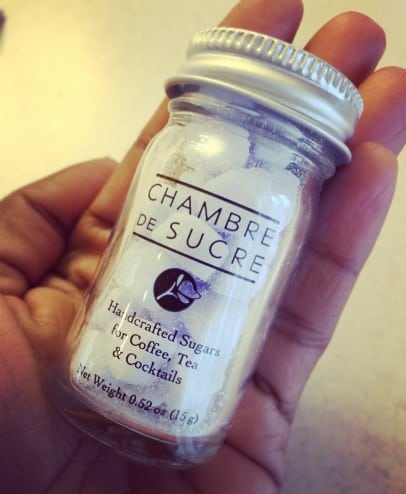 CHAMBRE
DE SUCRE
Handcrafted Sugars
for Coffee, Tea
& Cocktails
Net Weight 0.52 oz (15g)